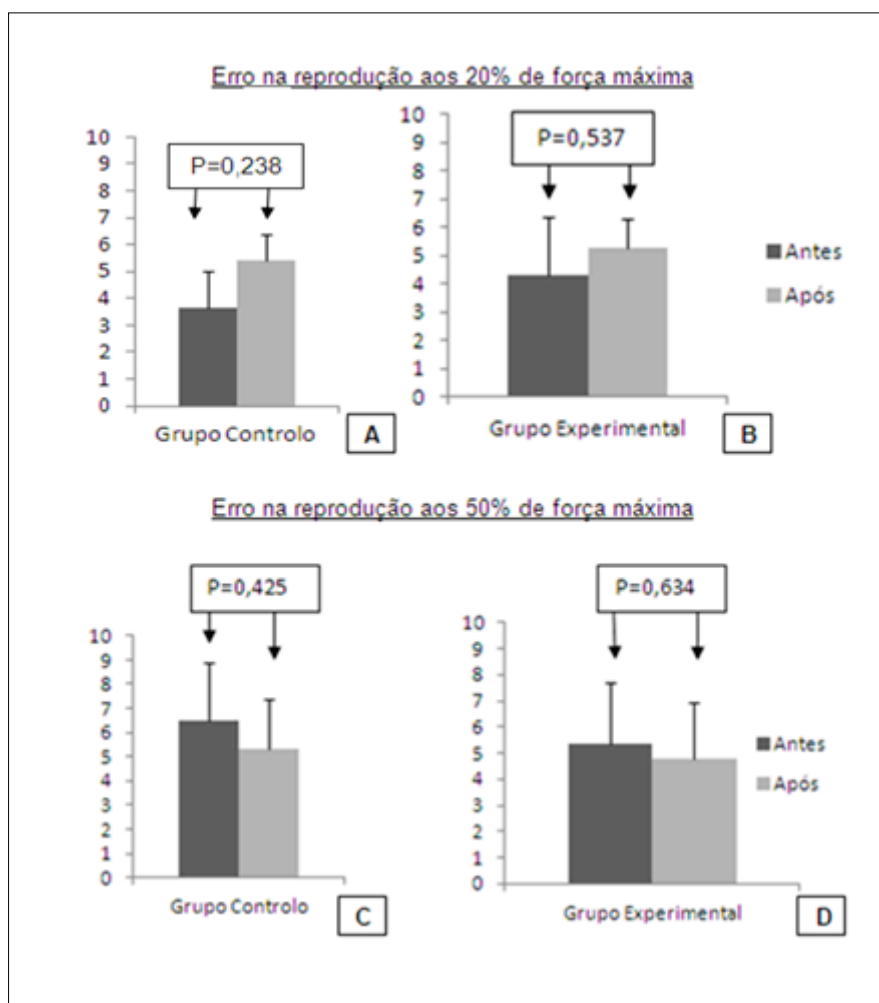 Erro na reprodução aos 20% de força máxima
P=0,238
10
9
8
7
6
5
4
3
2
1
0
Grupo Controlo
A
P=0,537
10
9
8
7
6
5
4
3
2
1
0
Grupo Experimental
B
Antes
Após
Erro na reprodução aos 50% de força máxima
P=0,425
10
9
8
7
6
5
4
3
2
1
0
Grupo Controlo
C
P=0,634
10
9
8
7
6
5
4
3
2
1
0
Grupo Experimental
D
Antes
Após